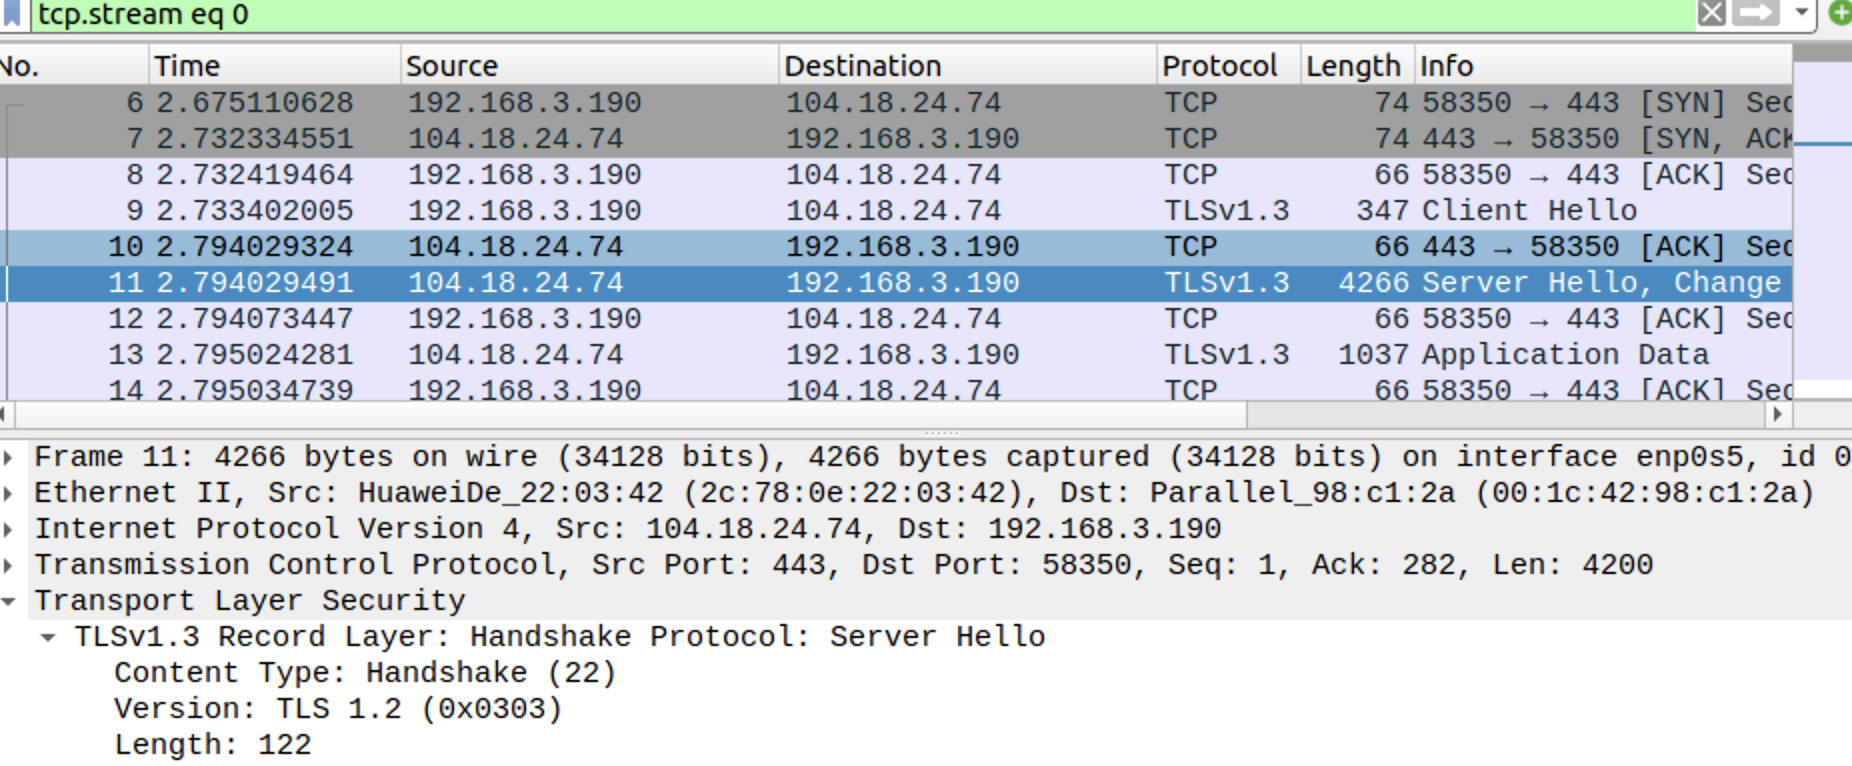 tcp.stream eq 0
No. Time Source Destination Protocol Length Info
6 2.675110628 192.168.3.190 104.18.24.74 TCP 74 58350 → 443 [SYN] Sec
7 2.732334551 104.18.24.74 192.168.3.190 TCP 74 443 → 58350 [SYN, ACK
8 2.732419464 192.168.3.190 104.18.24.74 TCP 66 58350 → 443 [ACK] Sec
9 2.733402005 192.168.3.190 104.18.24.74 TLSv1.3 347 Client Hello
10 2.794029324 104.18.24.74 192.168.3.190 TCP 66 443 → 58350 [ACK] Sec
11 2.794029491 104.18.24.74 192.168.3.190 TLSv1.3 4266 Server Hello, Change
12 2.794073447 192.168.3.190 104.18.24.74 TCP 66 58350 → 443 [ACK] Sec
13 2.795024281 104.18.24.74 192.168.3.190 TLSv1.3 1037 Application Data
14 2.795034739 192.168.3.190 104.18.24.74 TCP 66 58350 → 443 [ACK] Sec
Frame 11: 4266 bytes on wire (34128 bits), 4266 bytes captured (34128 bits) on interface enp0s5, id 0
Ethernet II, Src: HuaweiDe_22:03:42 (2c:78:0e:22:03:42), Dst: Parallel_98:c1:2a (00:1c:42:98:c1:2a)
Internet Protocol Version 4, Src: 104.18.24.74, Dst: 192.168.3.190
Transmission Control Protocol, Src Port: 443, Dst Port: 58350, Seq: 1, Ack: 282, Len: 4200
Transport Layer Security
TLSv1.3 Record Layer: Handshake Protocol: Server Hello
Content Type: Handshake (22)
Version: TLS 1.2 (0x0303)
Length: 122